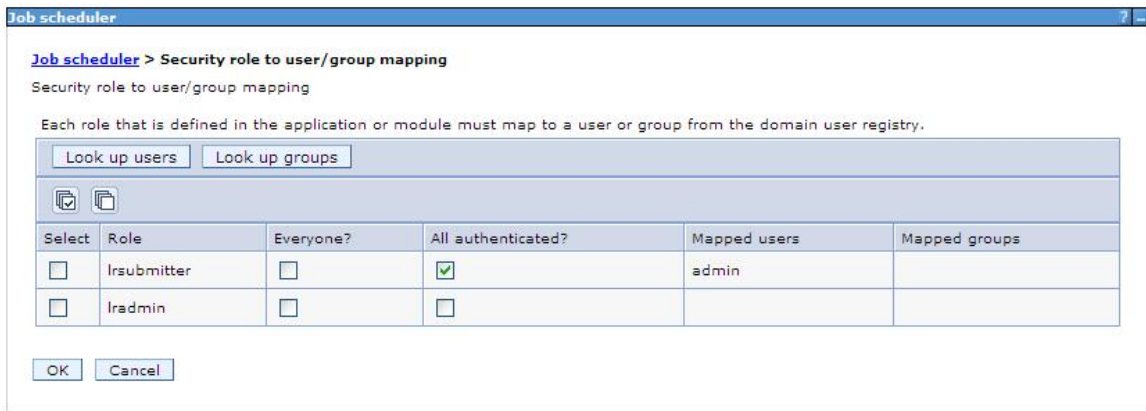 Job scheduler ? –
Job scheduler > Security role to user/group mapping
Security role to user/group mapping
Each role that is defined in the application or module must map to a user or group from the domain user registry.
Look up users Look up groups
Select Role Everyone? All authenticated? Mapped users Mapped groups
lrsubmitter admin
lradmin
OK Cancel